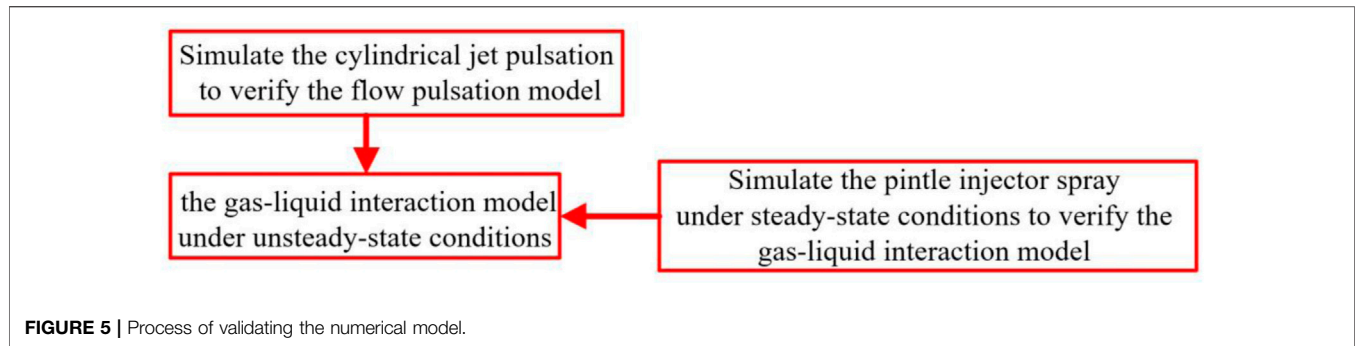 Simulate the cylindrical jet pulsation
to verify the flow pulsation model
the gas-liquid interaction model
under unsteady-state conditions
Simulate the pintle injector spray
under steady-state conditions to verify the
gas-liquid interaction model
FIGURE 5 | Process of validating the numerical model.